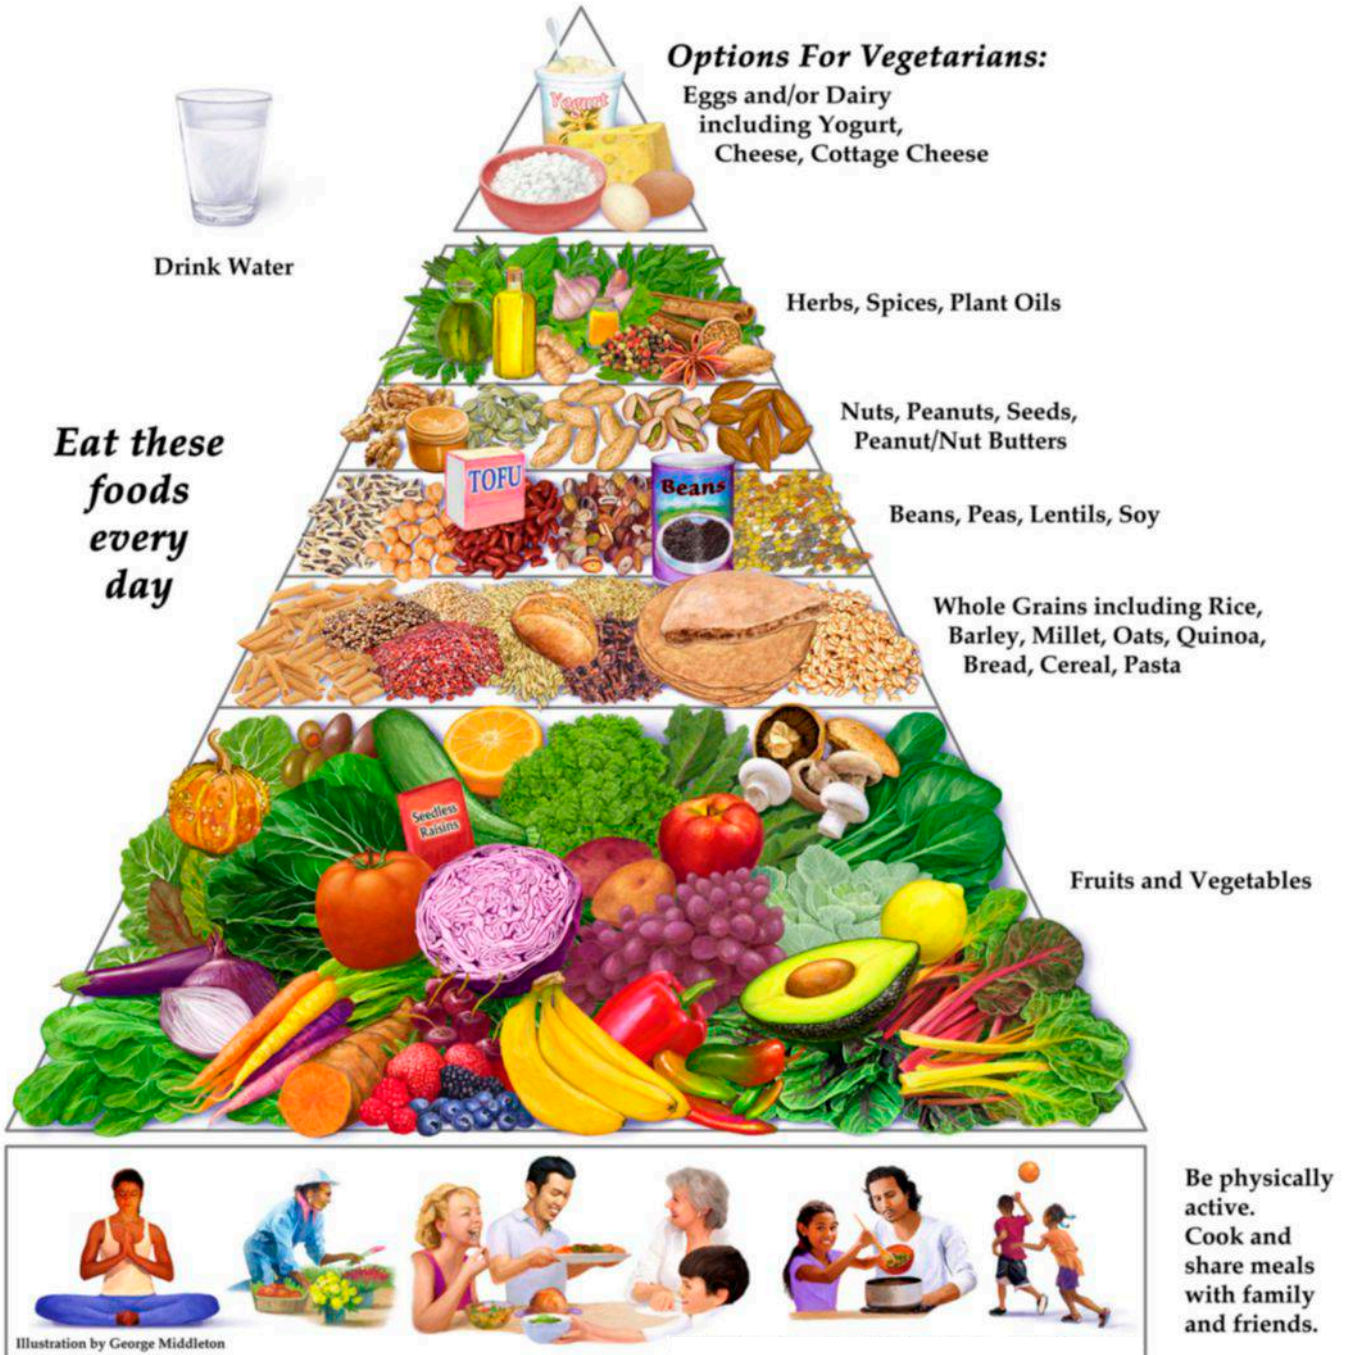 Options For Vegetarians:
Eggs and/or Dairy
including Yogurt,
Cheese, Cottage Cheese
Yogurt
Drink Water
Herbs, Spices, Plant Oils
Eat these
foods
every
day
Nuts, Peanuts, Seeds,
Peanut/Nut Butters
TOFU
Beans
Beans, Peas, Lentils, Soy
Whole Grains including Rice,
Barley, Millet, Oats, Quinoa,
Bread, Cereal, Pasta
Seedless
Raisins
Fruits and Vegetables
Be physically
active.
Cook and
share meals
with family
and friends.
Illustration by George Middleton